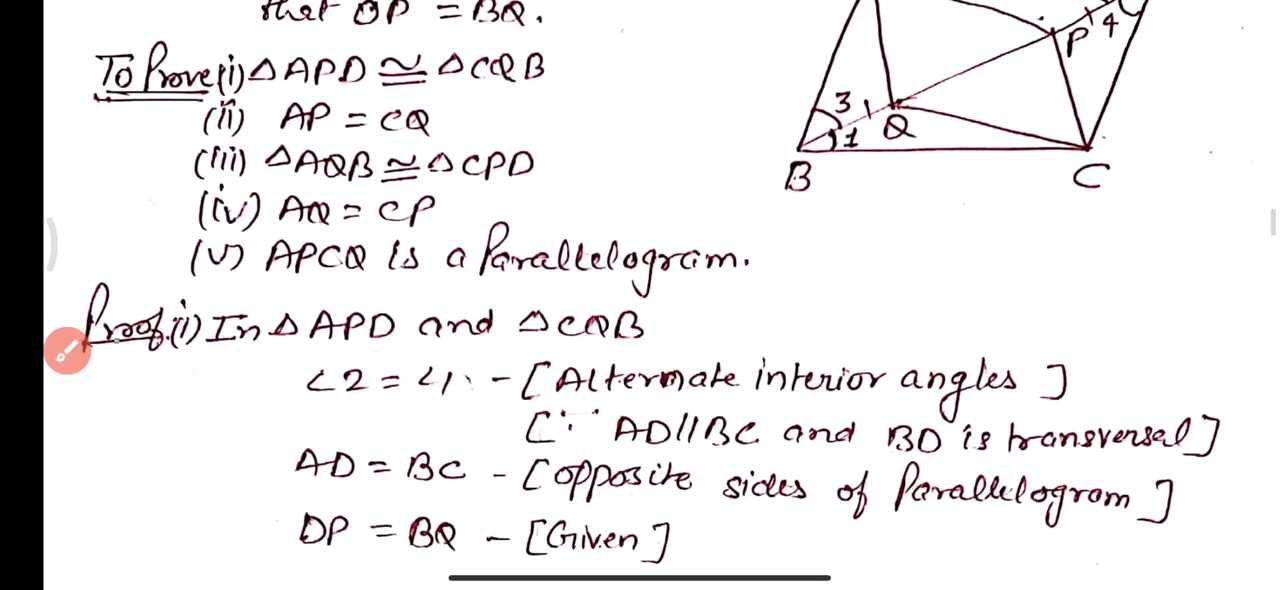 that DP = BQ.
To Prove (i) △APD ≅ △CQB
(ii) AP = CQ
(iii) △AQB ≅ △CPD
(iv) AQ = CP
(v) APCQ is a Parallelogram.
P 4
3
Q
1
B C
Proof. (i) In △ APD and △CQB
∠2 = ∠1 - [Alternate interior angles]
[∵ AD||BC and BD is transversal]
AD = BC - [opposite sides of Parallelogram]
DP = BQ - [Given]